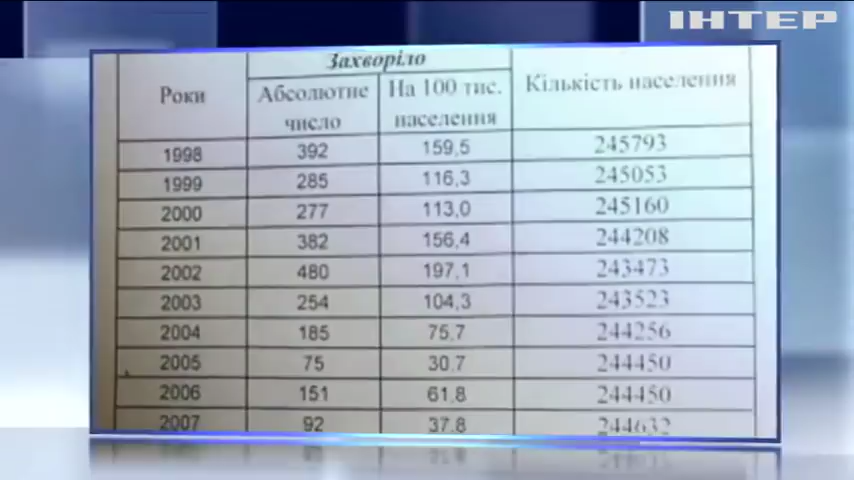 ІНТЕР
Захворіло
Роки Абсолютне число На 100 тис. населення Кількість населення
1998 392 159,5 245793
1999 285 116,3 245053
2000 277 113,0 245160
2001 382 156,4 244208
2002 480 197,1 243473
2003 254 104,3 243523
2004 185 75,7 244256
2005 75 30,7 244450
2006 151 61,8 244450
2007 92 37,8 244632